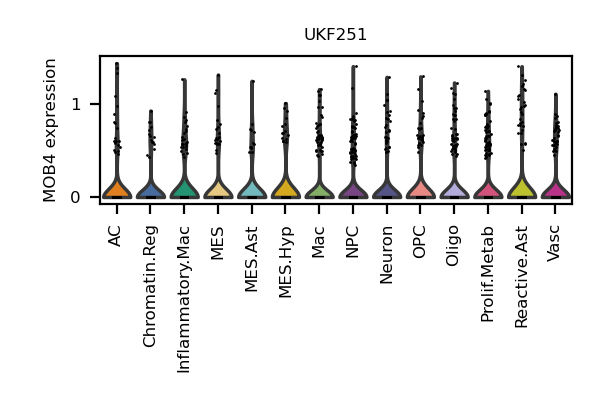 UKF251
MOB4 expression
1
0
AC
Chromatin.Reg
Inflammatory.Mac
MES
MES.Ast
MES.Hyp
Mac
NPC
Neuron
OPC
Oligo
Prolif.Metab
Reactive.Ast
Vasc